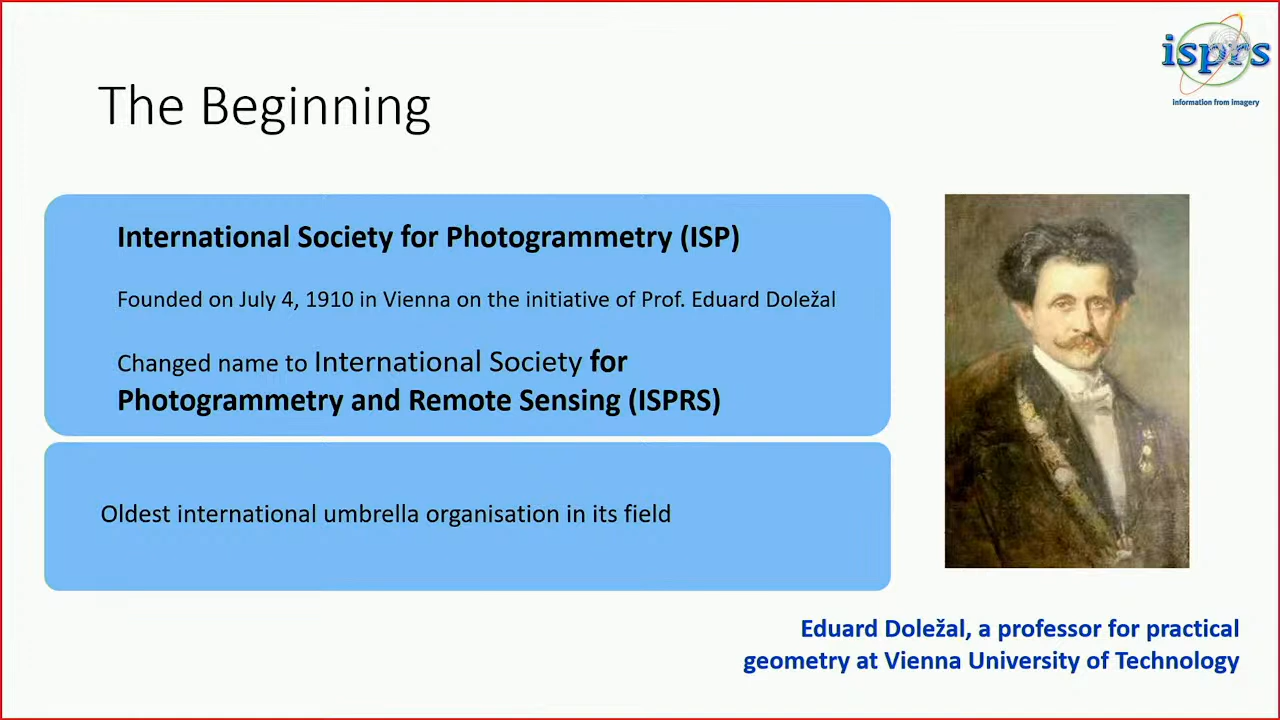 isprs
information from imagery
The Beginning
International Society for Photogrammetry (ISP)
Founded on July 4, 1910 in Vienna on the initiative of Prof. Eduard Doležal
Changed name to International Society for
Photogrammetry and Remote Sensing (ISPRS)
Oldest international umbrella organisation in its field
Eduard Doležal, a professor for practical
geometry at Vienna University of Technology